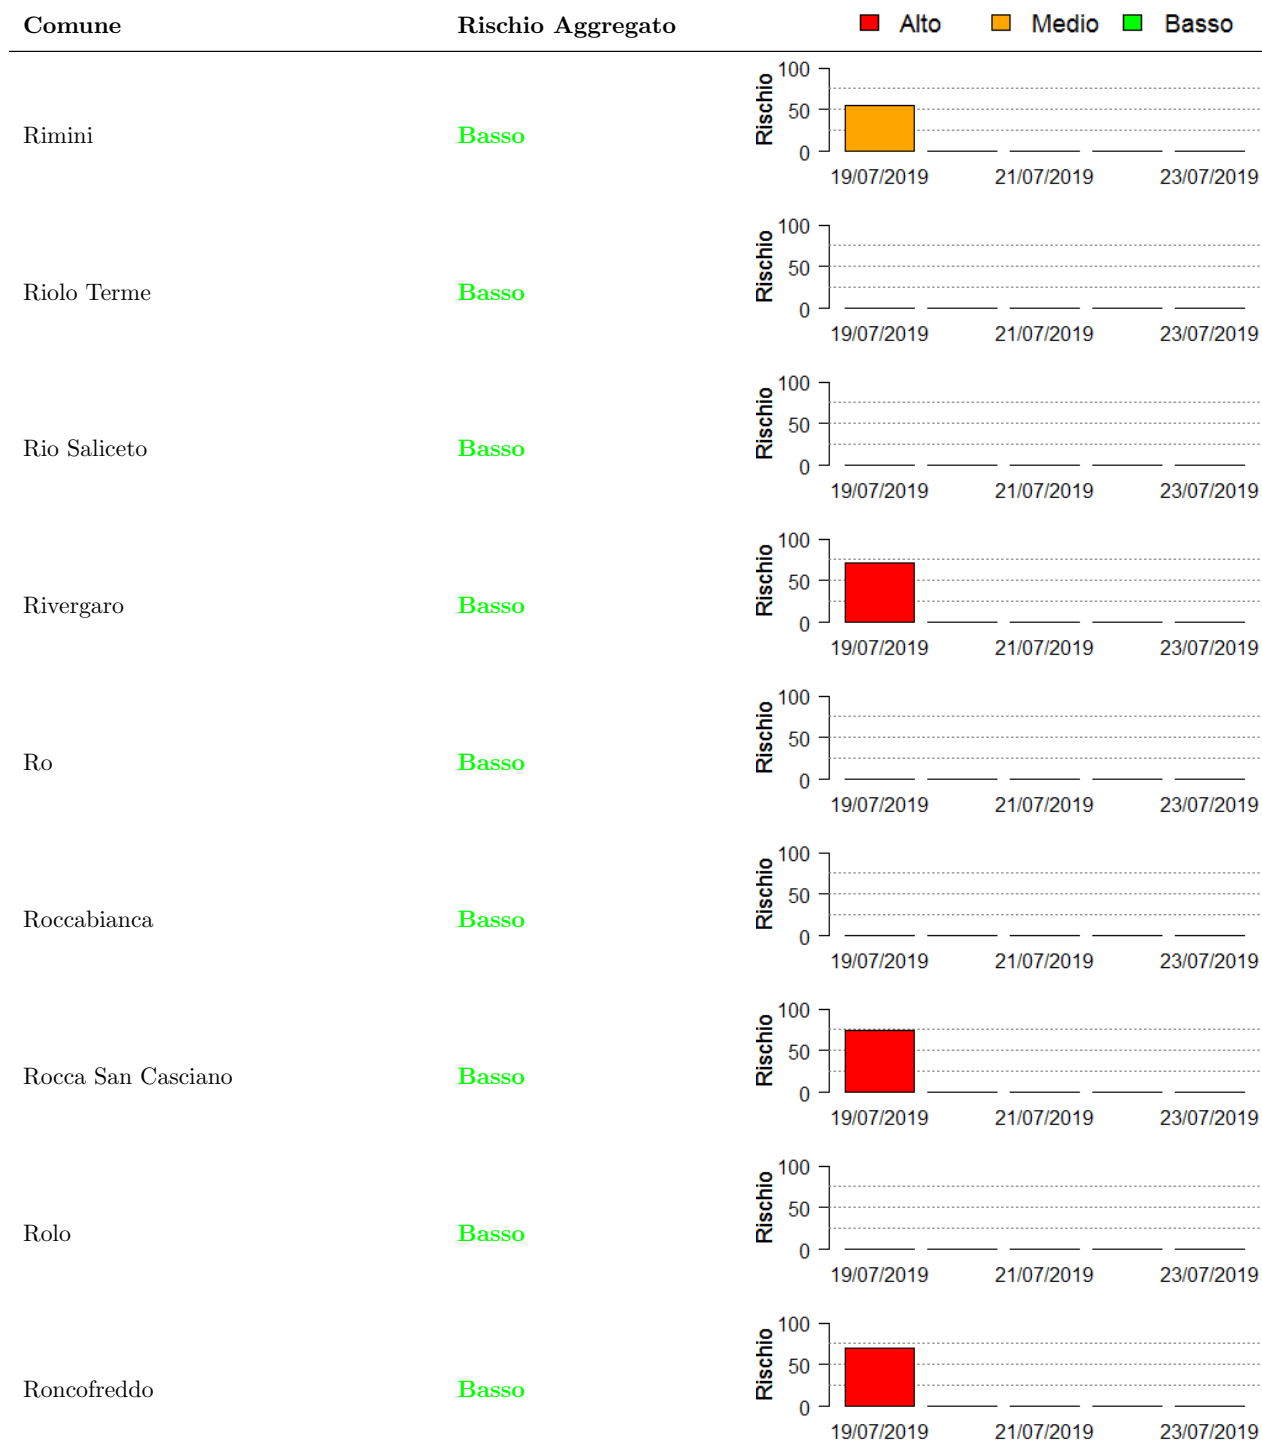 Comune Rischio Aggregato Alto Medio Basso
100
50
0
Rischio
Rimini Basso
19/07/2019 21/07/2019 23/07/2019
100
50
0
Rischio
Riolo Terme Basso
19/07/2019 21/07/2019 23/07/2019
100
50
0
Rischio
Rio Saliceto Basso
19/07/2019 21/07/2019 23/07/2019
100
50
0
Rischio
Rivergaro Basso
19/07/2019 21/07/2019 23/07/2019
100
50
0
Rischio
Ro Basso
19/07/2019 21/07/2019 23/07/2019
100
50
0
Rischio
Roccabianca Basso
19/07/2019 21/07/2019 23/07/2019
100
50
0
Rischio
Rocca San Casciano Basso
19/07/2019 21/07/2019 23/07/2019
100
50
0
Rischio
Rolo Basso
19/07/2019 21/07/2019 23/07/2019
100
50
0
Rischio
Roncofreddo Basso
19/07/2019 21/07/2019 23/07/2019